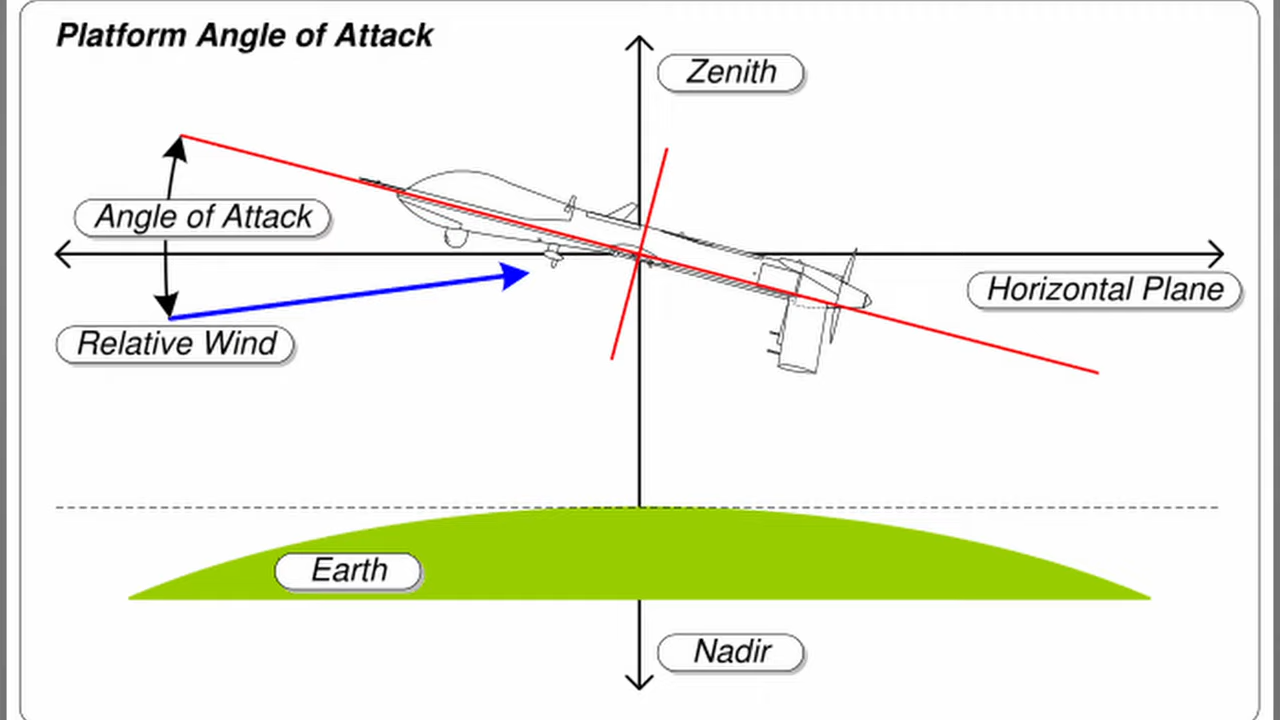 Platform Angle of Attack
Zenith
Angle of Attack
Horizontal Plane
Relative Wind
Earth
Nadir